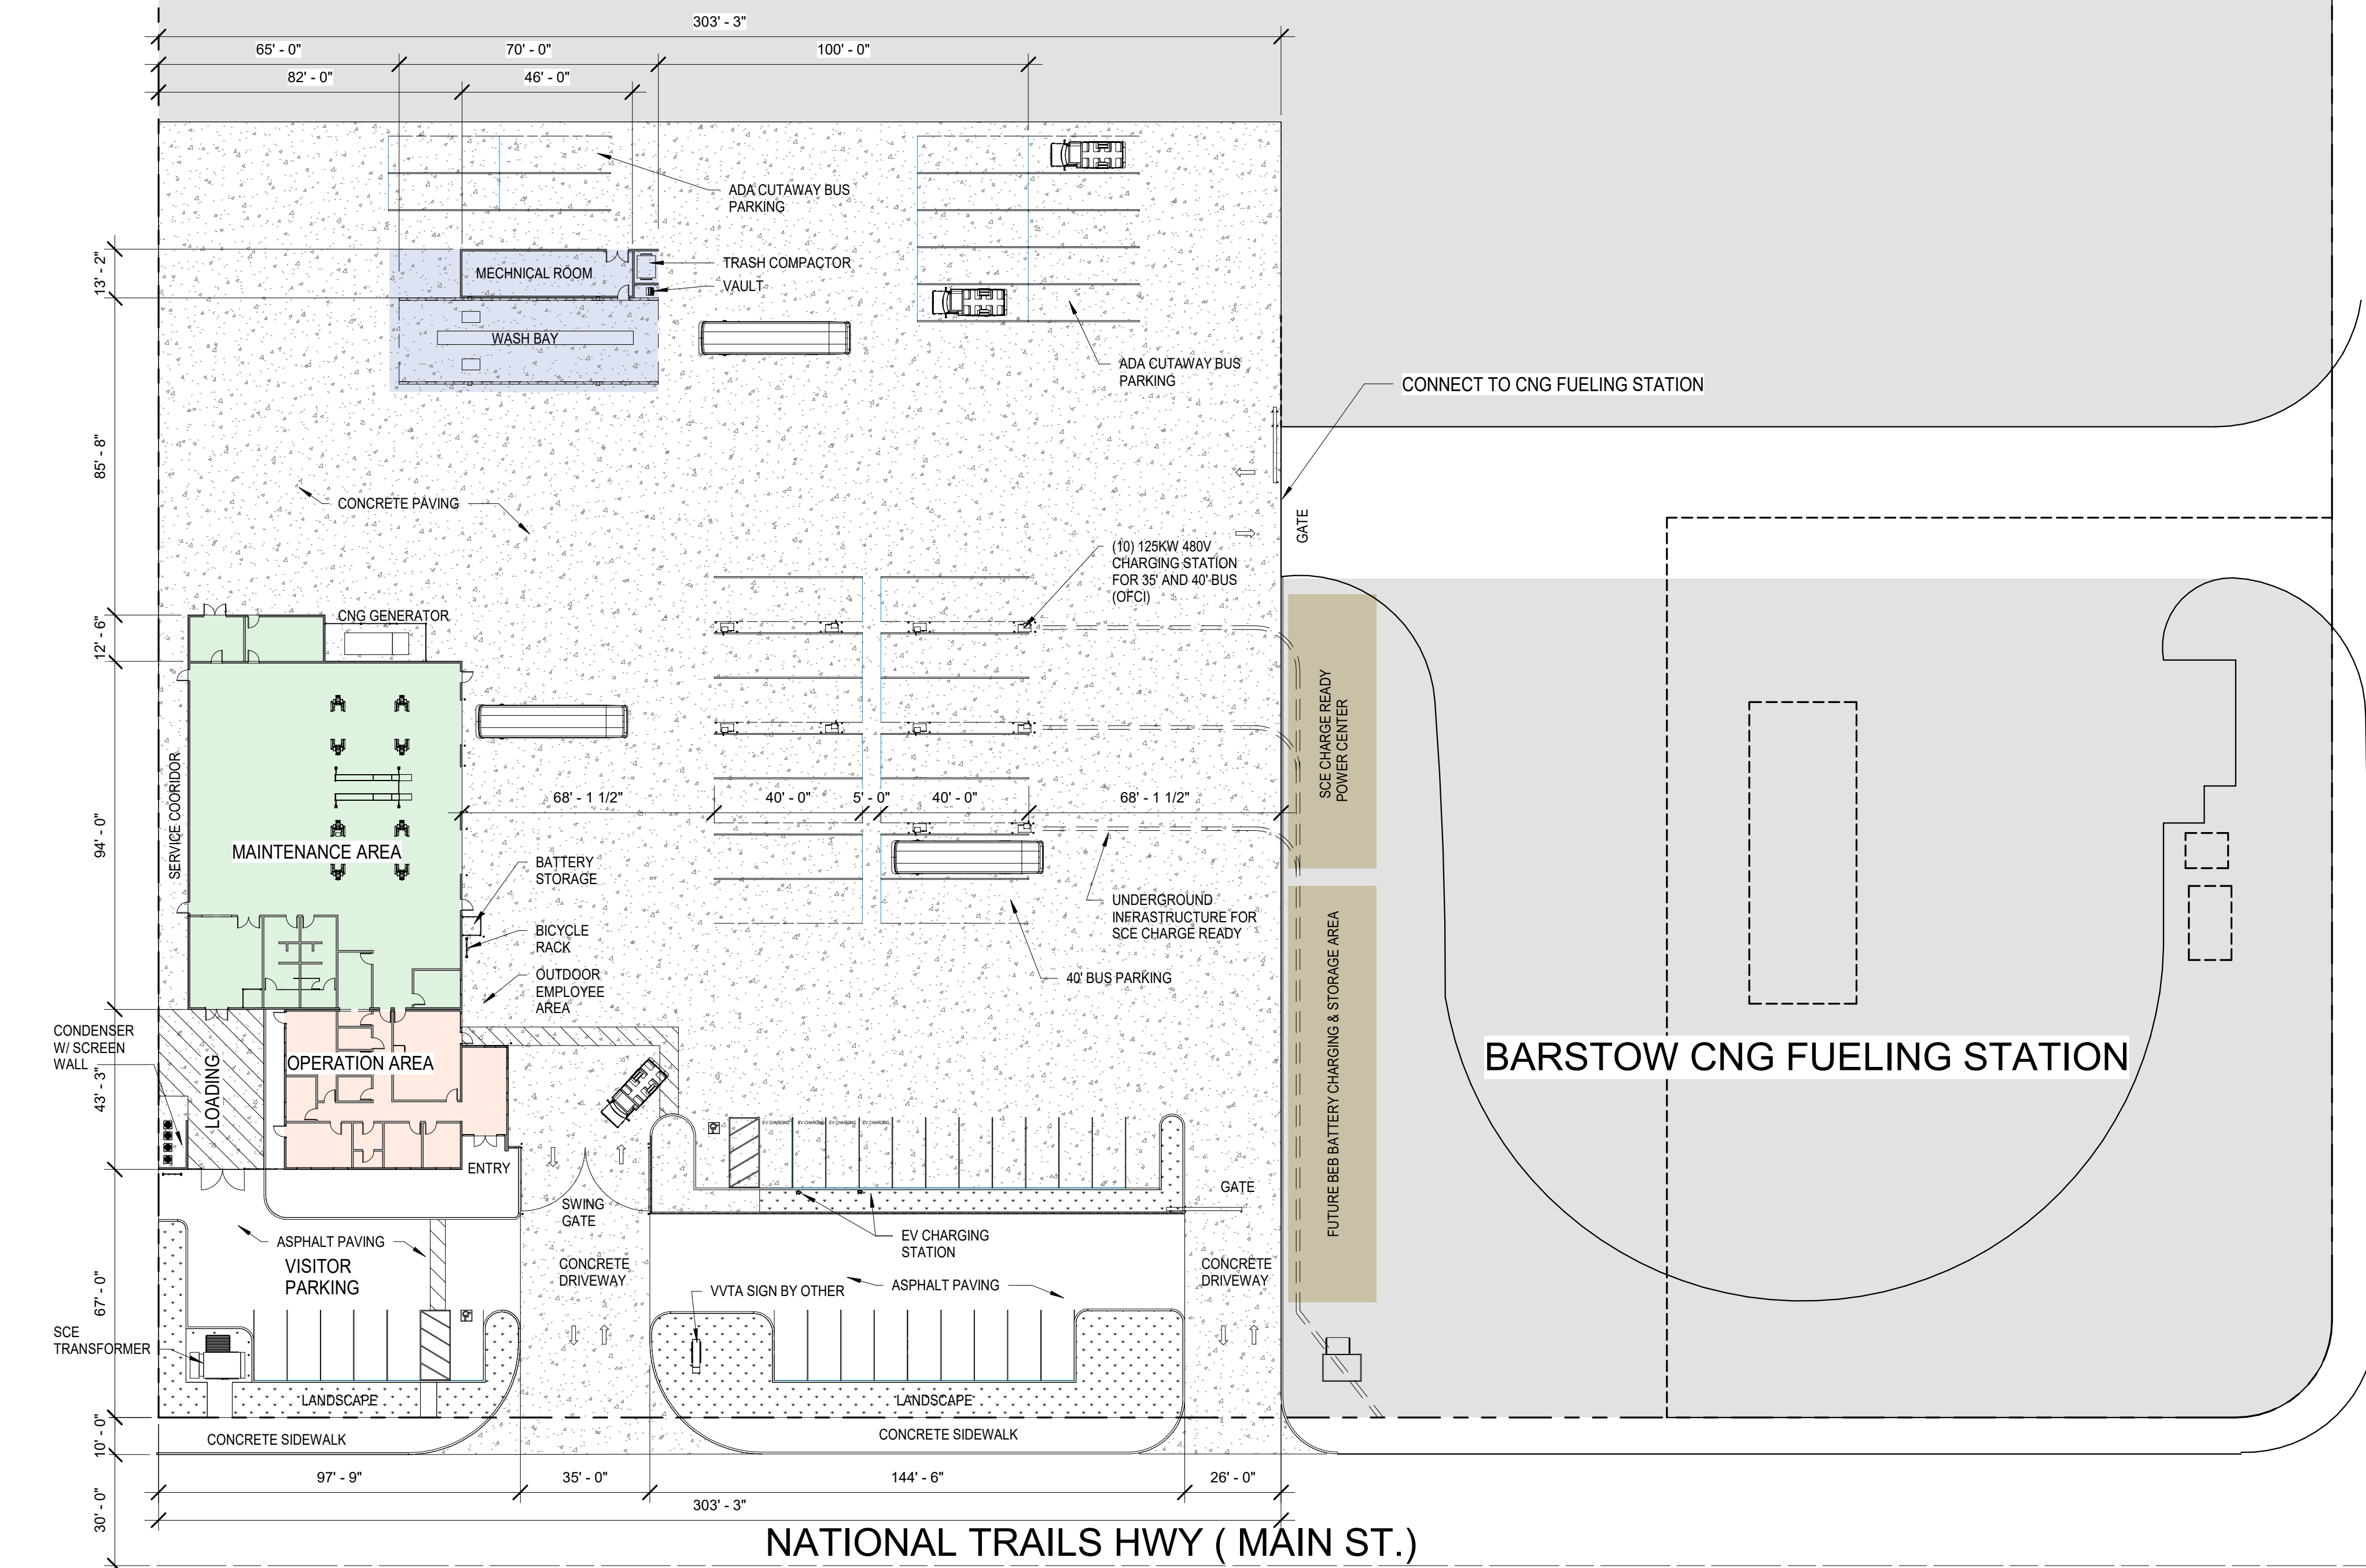 303' - 3"
65' - 0"
70' - 0"
100' - 0"
82' - 0"
46' - 0"
ADA CUTAWAY BUS
PARKING
13' - 2"
MECHNICAL ROOM
TRASH COMPACTOR
VAULT
WASH BAY
ADA CUTAWAY BUS
PARKING
CONNECT TO CNG FUELING STATION
85' - 8"
CONCRETE PAVING
GATE
(10) 125KW 480V
CHARGING STATION
FOR 35' AND 40' BUS
(OFCI)
12' - 6"
CNG GENERATOR
SCE CHARGE READY
POWER CENTER
SERVICE COORIDOR
68' - 1 1/2"
40' - 0"
5' - 0"
40' - 0"
68' - 1 1/2"
94' - 0"
MAINTENANCE AREA
BATTERY
STORAGE
UNDERGROUND
INFRASTRUCTURE FOR
SCE CHARGE READY
BICYCLE
RACK
40' BUS PARKING
OUTDOOR
EMPLOYEE
AREA
FUTURE BEB BATTERY CHARGING & STORAGE AREA
CONDENSER
W/ SCREEN
WALL
LOADING
OPERATION AREA
BARSTOW CNG FUELING STATION
43' - 3"
EV CHARGING
EV CHARGING
EV CHARGING
EV CHARGING
ENTRY
GATE
SWING
GATE
EV CHARGING
STATION
ASPHALT PAVING
VISITOR
PARKING
CONCRETE
DRIVEWAY
CONCRETE
DRIVEWAY
67' - 0"
VVTA SIGN BY OTHER
ASPHALT PAVING
SCE
TRANSFORMER
LANDSCAPE
LANDSCAPE
10' - 0"
CONCRETE SIDEWALK
CONCRETE SIDEWALK
97' - 9"
35' - 0"
144' - 6"
26' - 0"
30' - 0"
303' - 3"
NATIONAL TRAILS HWY ( MAIN ST.)